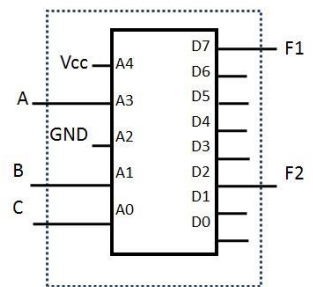 D7 F1
Vcc A4 D6
A A3 D5
D4
GND A2 D3
B A1 D2 F2
D1
C A0 D0